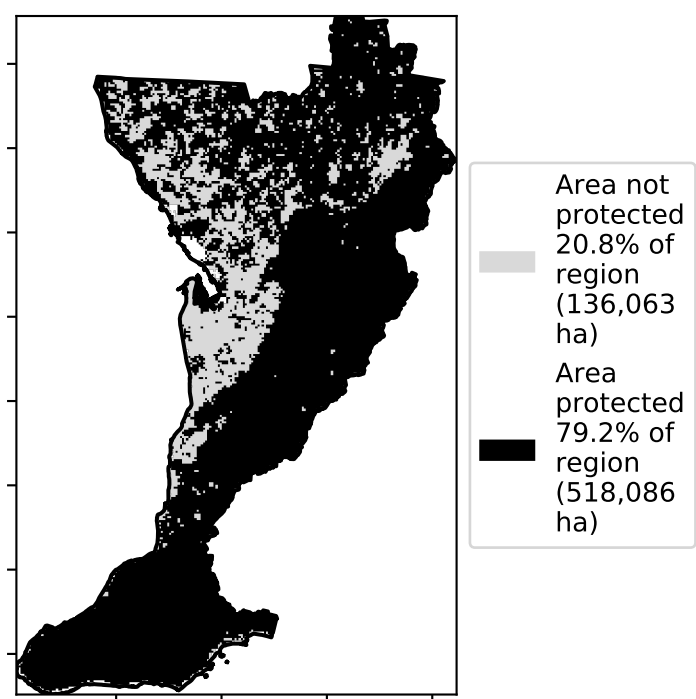 Area not
protected
20.8% of
region
(136,063
ha)
Area
protected
79.2% of
region
(518,086
ha)